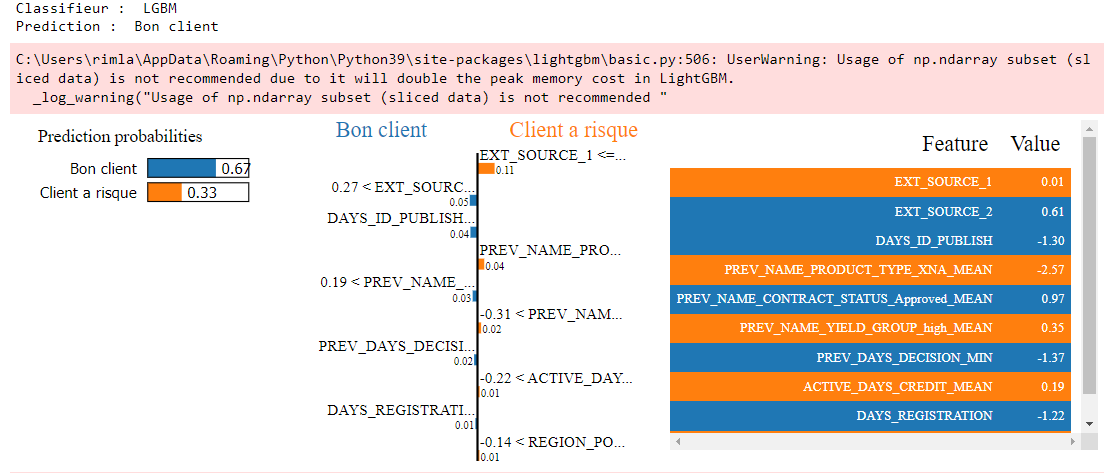 Classifieur :  LGBM
Prediction :  Bon client
C:\Users\rimla\AppData\Roaming\Python\Python39\site-packages\lightgbm\basic.py:506: UserWarning: Usage of np.ndarray subset (sl
iced data) is not recommended due to it will double the peak memory cost in LightGBM.
_log_warning("Usage of np.ndarray subset (sliced data) is not recommended "
Prediction probabilities
Bon client 0.67
Client a risque 0.33
Bon client Client a risque
EXT_SOURCE_1 <=...
0.11
0.27 < EXT_SOURC...
0.05
DAYS_ID_PUBLISH...
0.04
PREV_NAME_PRO...
0.04
0.19 < PREV_NAME_...
0.03
-0.31 < PREV_NAM...
0.02
PREV_DAYS_DECISI...
0.02
-0.22 < ACTIVE_DAY...
0.01
DAYS_REGISTRATI...
0.01
-0.14 < REGION_PO...
0.01
Feature Value
EXT_SOURCE_1 0.01
EXT_SOURCE_2 0.61
DAYS_ID_PUBLISH -1.30
PREV_NAME_PRODUCT_TYPE_XNA_MEAN -2.57
PREV_NAME_CONTRACT_STATUS_Approved_MEAN 0.97
PREV_NAME_YIELD_GROUP_high_MEAN 0.35
PREV_DAYS_DECISION_MIN -1.37
ACTIVE_DAYS_CREDIT_MEAN 0.19
DAYS_REGISTRATION -1.22